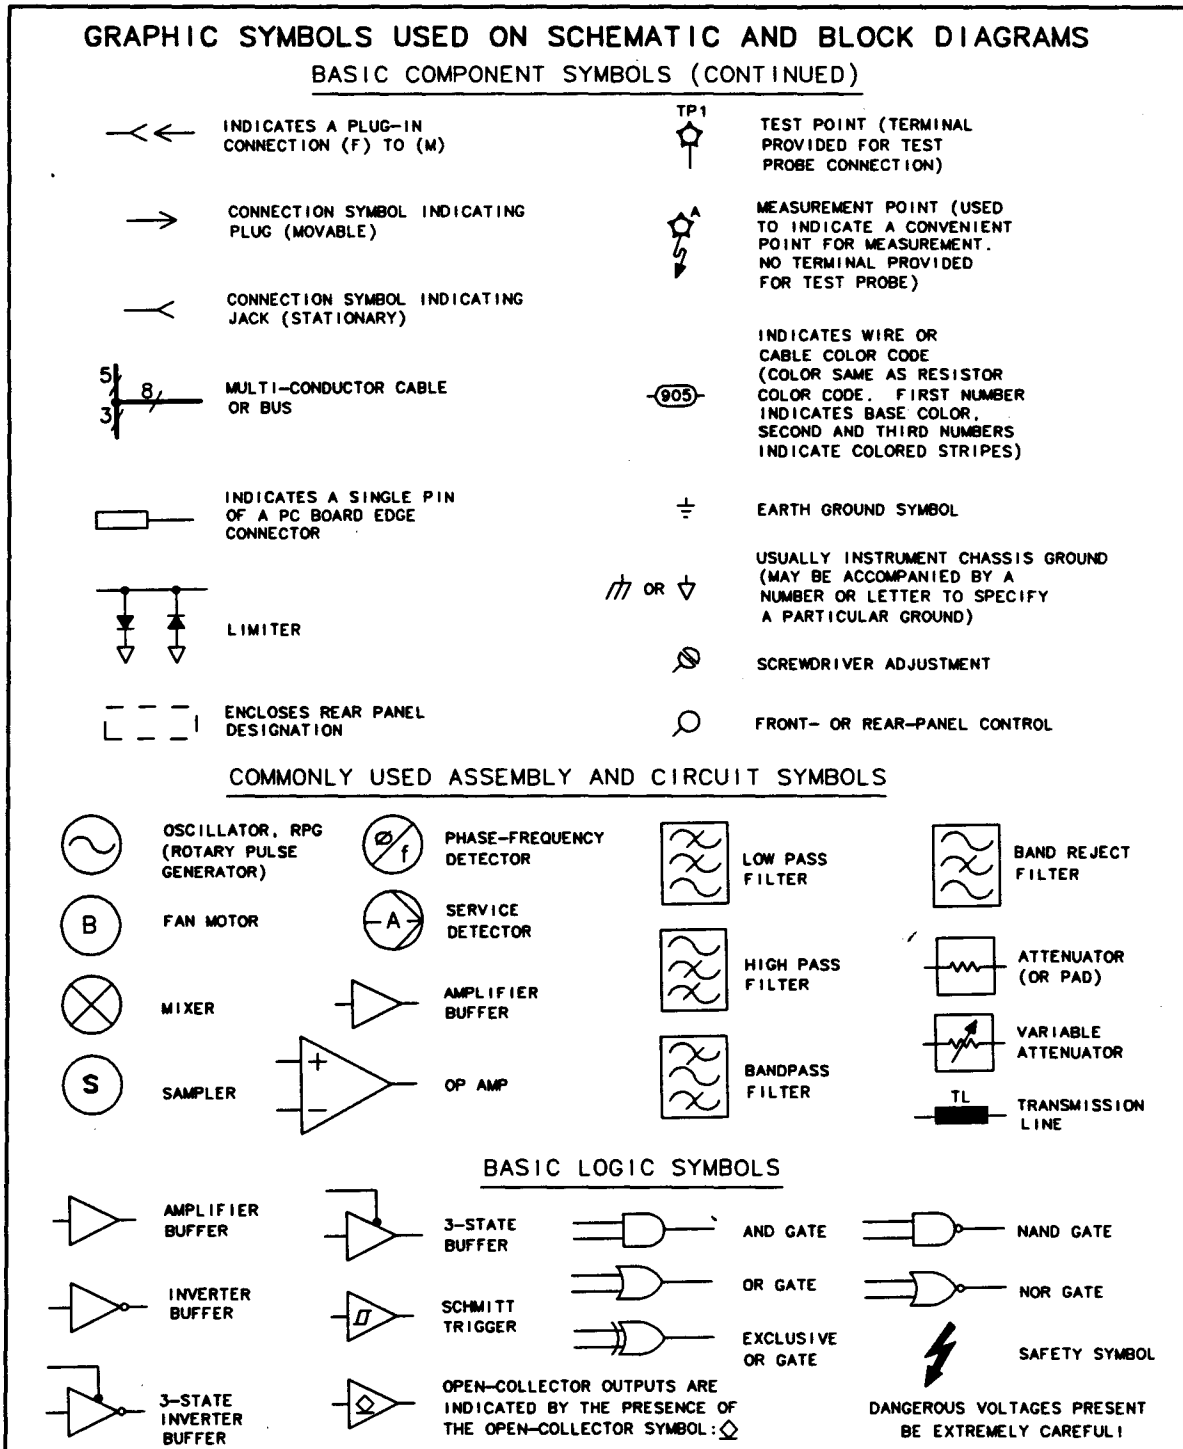 GRAPHIC SYMBOLS USED ON SCHEMATIC AND BLOCK DIAGRAMS
BASIC COMPONENT SYMBOLS (CONTINUED)
INDICATES A PLUG-IN
CONNECTION (F) TO (M)
CONNECTION SYMBOL INDICATING
PLUG (MOVABLE)
CONNECTION SYMBOL INDICATING
JACK (STATIONARY)
5
8
3
MULTI-CONDUCTOR CABLE
OR BUS
INDICATES A SINGLE PIN
OF A PC BOARD EDGE
CONNECTOR
LIMITER
ENCLOSES REAR PANEL
DESIGNATION
TP1
TEST POINT (TERMINAL
PROVIDED FOR TEST
PROBE CONNECTION)
A
MEASUREMENT POINT (USED
TO INDICATE A CONVENIENT
POINT FOR MEASUREMENT.
NO TERMINAL PROVIDED
FOR TEST PROBE)
905
INDICATES WIRE OR
CABLE COLOR CODE
(COLOR SAME AS RESISTOR
COLOR CODE. FIRST NUMBER
INDICATES BASE COLOR,
SECOND AND THIRD NUMBERS
INDICATE COLORED STRIPES)
EARTH GROUND SYMBOL
OR
USUALLY INSTRUMENT CHASSIS GROUND
(MAY BE ACCOMPANIED BY A
NUMBER OR LETTER TO SPECIFY
A PARTICULAR GROUND)
SCREWDRIVER ADJUSTMENT
FRONT- OR REAR-PANEL CONTROL
COMMONLY USED ASSEMBLY AND CIRCUIT SYMBOLS
OSCILLATOR, RPG
(ROTARY PULSE
GENERATOR)
B
FAN MOTOR
MIXER
S
SAMPLER
Ø/f
PHASE-FREQUENCY
DETECTOR
A
SERVICE
DETECTOR
AMPLIFIER
BUFFER
+
−
OP AMP
LOW PASS
FILTER
HIGH PASS
FILTER
BANDPASS
FILTER
BAND REJECT
FILTER
ATTENUATOR
(OR PAD)
VARIABLE
ATTENUATOR
TL
TRANSMISSION
LINE
BASIC LOGIC SYMBOLS
AMPLIFIER
BUFFER
INVERTER
BUFFER
3-STATE
INVERTER
BUFFER
3-STATE
BUFFER
SCHMITT
TRIGGER
OPEN-COLLECTOR OUTPUTS ARE
INDICATED BY THE PRESENCE OF
THE OPEN-COLLECTOR SYMBOL:
AND GATE
OR GATE
EXCLUSIVE
OR GATE
NAND GATE
NOR GATE
SAFETY SYMBOL
DANGEROUS VOLTAGES PRESENT
BE EXTREMELY CAREFUL!